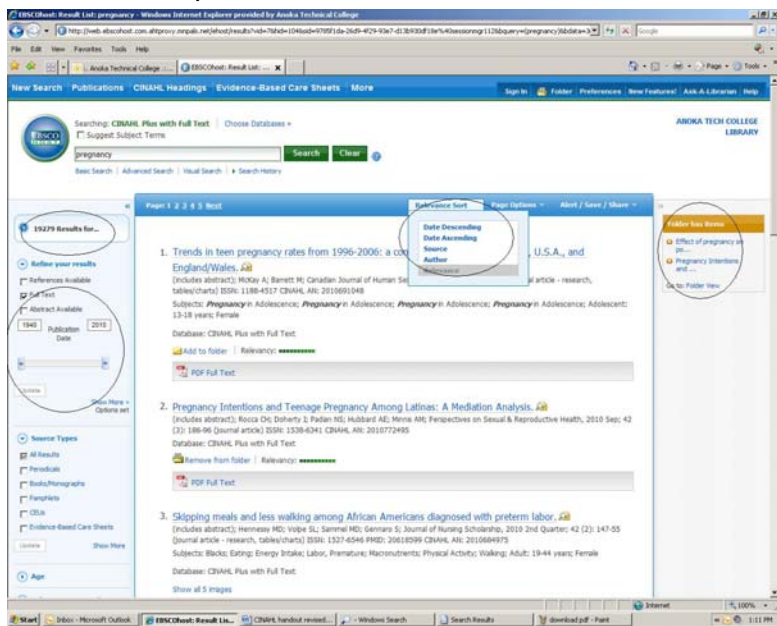 EBSCOhost: Result List: pregnancy - Windows Internet Explorer provided by Anoka Technical College
Google
File Edit View Favorites Tools Help
Anoka Technical College
EBSCOhost: Result List: ...
Page Tools
New Search Publications CINAHL Headings Evidence-Based Care Sheets More
Sign In Folder Preferences New Features! Ask-A-Librarian Help
Searching: CINAHL Plus with Full Text Choose Databases »
Suggest Subject Terms
EBSCO HOST
pregnancy Search Clear
Basic Search Advanced Search Visual Search Search History
ANOKA TECH COLLEGE
LIBRARY
« Page: 1 2 3 4 5 Next Relevance Sort Page Options Alert / Save / Share »
Date Descending
Date Ascending
Source
Author
Relevance
19279 Results for...
Refine your results
References Available
Full Text
Abstract Available
1940 Publication Date 2010
Update
Show More »
Options set
Source Types
All Results
Periodicals
Books/Monographs
Pamphlets
CEUs
Evidence-Based Care Sheets
Update Show More
Age
1. Trends in teen pregnancy rates from 1996-2006: a co , U.S.A., and
England/Wales.
(includes abstract); McKay A; Barrett M; Canadian Journal of Human Se al article - research,
tables/charts) ISSN: 1188-4517 CINAHL AN: 2010691048
Subjects: Pregnancy in Adolescence; Pregnancy in Adolescence; Pregnancy in Adolescence; Pregnancy in Adolescence; Adolescent:
13-18 years; Female
Database: CINAHL Plus with Full Text
Add to folder Relevancy:
PDF Full Text
2. Pregnancy Intentions and Teenage Pregnancy Among Latinas: A Mediation Analysis.
(includes abstract); Rocca CH; Doherty I; Padian NS; Hubbard AE; Minnis AM; Perspectives on Sexual & Reproductive Health, 2010 Sep; 42
(3): 186-96 (journal article) ISSN: 1538-6341 CINAHL AN: 2010772495
Database: CINAHL Plus with Full Text
Remove from folder Relevancy:
PDF Full Text
3. Skipping meals and less walking among African Americans diagnosed with preterm labor.
(includes abstract); Hennessy MD; Volpe SL; Sammel MD; Gennaro S; Journal of Nursing Scholarship, 2010 2nd Quarter; 42 (2): 147-55
(journal article - research, tables/charts) ISSN: 1527-6546 PMID: 20618599 CINAHL AN: 2010684975
Subjects: Blacks; Eating; Energy Intake; Labor, Premature; Macronutrients; Physical Activity; Walking; Adult: 19-44 years; Female
Database: CINAHL Plus with Full Text
Show all 5 images
Folder has items
Effect of pregnancy on po...
Pregnancy Intentions and ...
Go to: Folder View
Internet 100%
Start Inbox - Microsoft Outlook EBSCOhost: Result Lis... CINAHL handout revised... Windows Search Search Results download pdf - Paint 1:11 PM